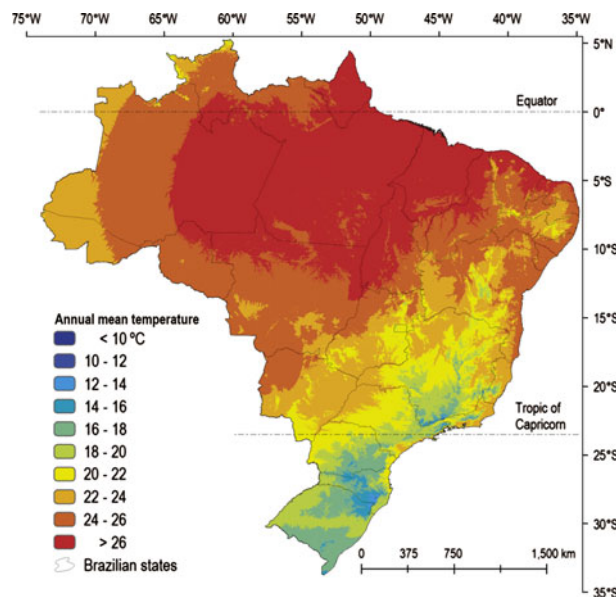 75°W 70°W 65°W 60°W 55°W 50°W 45°W 40°W 35°W
5°N
Equator
0°
5°S
10°S
15°S
20°S
Tropic of
Capricorn
25°S
30°S
35°S
Annual mean temperature
< 10 ºC
10 - 12
12 - 14
14 - 16
16 - 18
18 - 20
20 - 22
22 - 24
24 - 26
> 26
Brazilian states
0 375 750 1,500 km